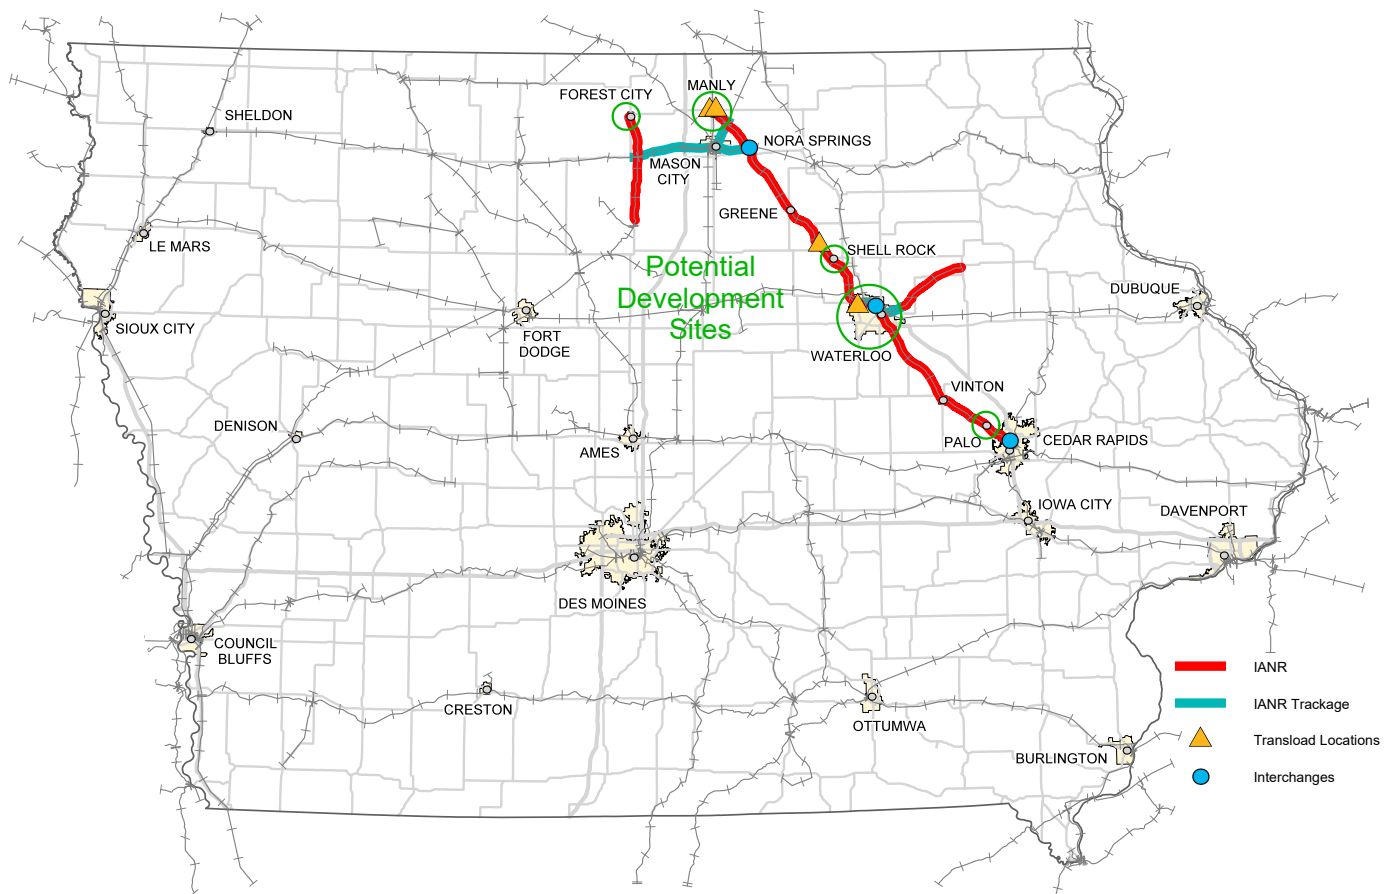 MANLY
FOREST CITY
SHELDON
NORA SPRINGS
MASON
CITY
GREENE
LE MARS
SHELL ROCK
Potential
Development
Sites
DUBUQUE
SIOUX CITY
FORT
DODGE
WATERLOO
VINTON
DENISON
PALO
CEDAR RAPIDS
AMES
IOWA CITY
DAVENPORT
DES MOINES
COUNCIL
BLUFFS
IANR
CRESTON
IANR Trackage
OTTUMWA
Transload Locations
BURLINGTON
Interchanges